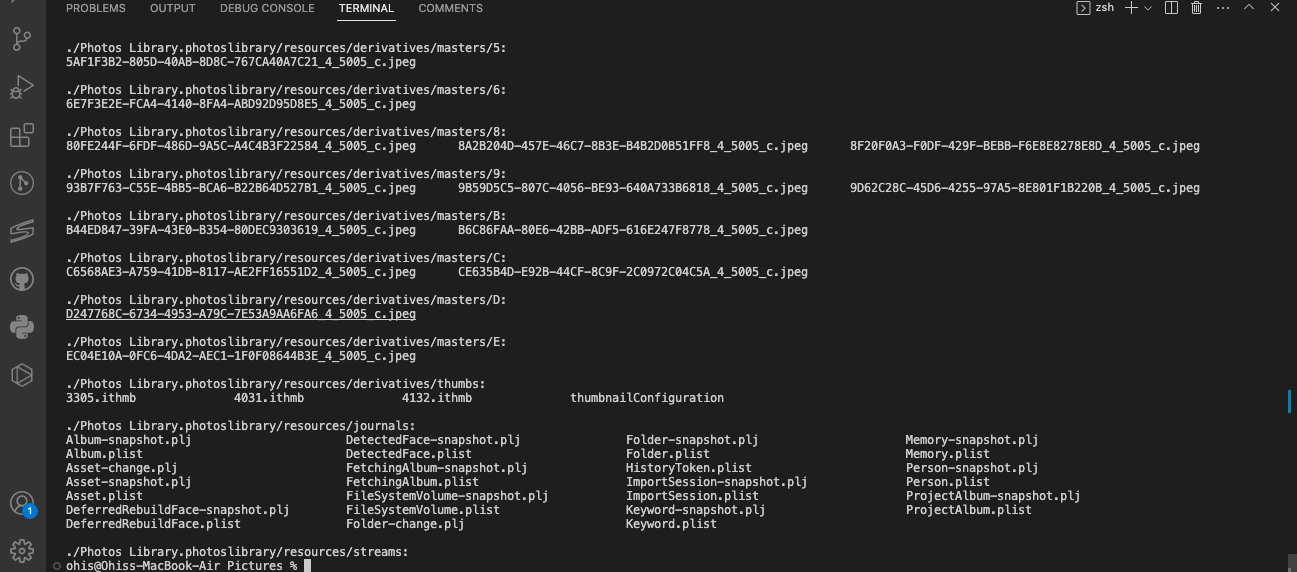 PROBLEMS OUTPUT DEBUG CONSOLE TERMINAL COMMENTS zsh
./Photos Library.photoslibrary/resources/derivatives/masters/5:
5AF1F3B2-805D-40AB-8D8C-767CA40A7C21_4_5005_c.jpeg
./Photos Library.photoslibrary/resources/derivatives/masters/6:
6E7F3E2E-FCA4-4140-8FA4-ABD92D95D8E5_4_5005_c.jpeg
./Photos Library.photoslibrary/resources/derivatives/masters/8:
80FE244F-6FDF-486D-9A5C-A4C4B3F22584_4_5005_c.jpeg 8A2B204D-457E-46C7-8B3E-B4B2D0B51FF8_4_5005_c.jpeg 8F20F0A3-F0DF-429F-BEBB-F6E8E8278E8D_4_5005_c.jpeg
./Photos Library.photoslibrary/resources/derivatives/masters/9:
93B7F763-C55E-4BB5-BCA6-B22B64D527B1_4_5005_c.jpeg 9B59D5C5-807C-4056-BE93-640A733B6818_4_5005_c.jpeg 9D62C28C-45D6-4255-97A5-8E801F1B220B_4_5005_c.jpeg
./Photos Library.photoslibrary/resources/derivatives/masters/B:
B44ED847-39FA-43E0-B354-80DEC9303619_4_5005_c.jpeg B6C86FAA-80E6-42BB-ADF5-616E247F8778_4_5005_c.jpeg
./Photos Library.photoslibrary/resources/derivatives/masters/C:
C6568AE3-A759-41DB-8117-AE2FF16551D2_4_5005_c.jpeg CE635B4D-E92B-44CF-8C9F-2C0972C04C5A_4_5005_c.jpeg
./Photos Library.photoslibrary/resources/derivatives/masters/D:
D247768C-6734-4953-A79C-7E53A9AA6FA6_4_5005_c.jpeg
./Photos Library.photoslibrary/resources/derivatives/masters/E:
EC04E10A-0FC6-4DA2-AEC1-1F0F08644B3E_4_5005_c.jpeg
./Photos Library.photoslibrary/resources/derivatives/thumbs:
3305.ithmb 4031.ithmb 4132.ithmb thumbnailConfiguration
./Photos Library.photoslibrary/resources/journals:
Album-snapshot.plj DetectedFace-snapshot.plj Folder-snapshot.plj Memory-snapshot.plj
Album.plist DetectedFace.plist Folder.plist Memory.plist
Asset-change.plj FetchingAlbum-snapshot.plj HistoryToken.plist Person-snapshot.plj
Asset-snapshot.plj FetchingAlbum.plist ImportSession-snapshot.plj Person.plist
Asset.plist FileSystemVolume-snapshot.plj ImportSession.plist ProjectAlbum-snapshot.plj
DeferredRebuildFace-snapshot.plj FileSystemVolume.plist Keyword-snapshot.plj ProjectAlbum.plist
DeferredRebuildFace.plist Folder-change.plj Keyword.plist
./Photos Library.photoslibrary/resources/streams:
1
ohis@Ohiss-MacBook-Air Pictures %